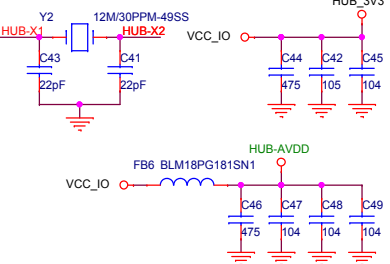 HUB_3V3
Y2 12M/30PPM-49SS
HUB-X1 HUB-X2
VCC_IO
C43 C41
22pF 22pF
C44 C42 C45
475 105 104
HUB-AVDD
FB6 BLM18PG181SN1
VCC_IO
C46 C47 C48 C49
475 104 104 104